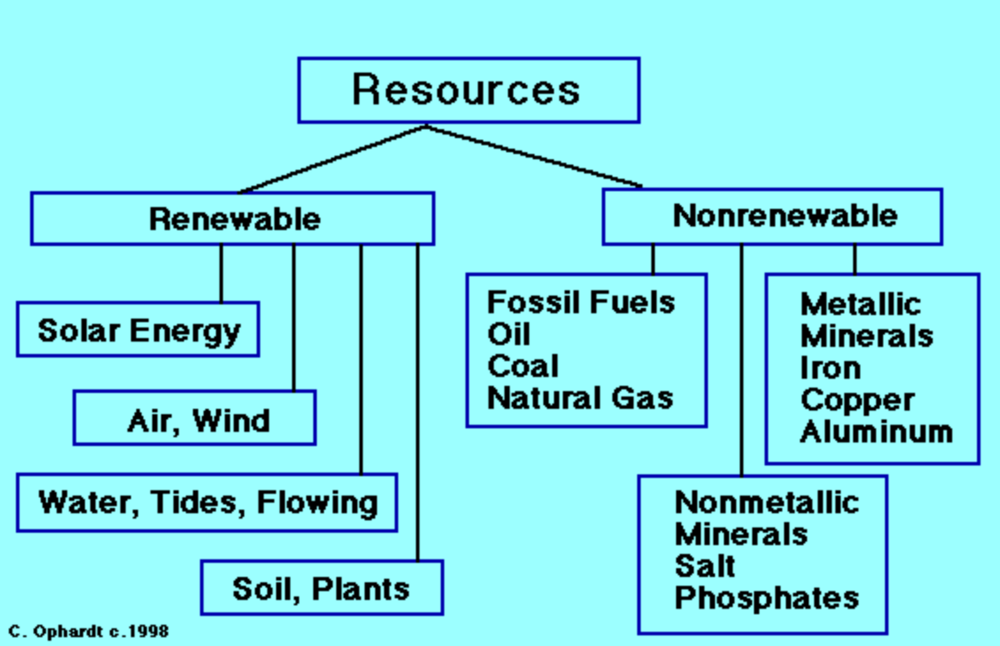 Resources
Renewable
Nonrenewable
Solar Energy
Air, Wind
Water, Tides, Flowing
Soil, Plants
Fossil Fuels
Oil
Coal
Natural Gas
Nonmetallic
Minerals
Salt
Phosphates
Metallic
Minerals
Iron
Copper
Aluminum
C. Ophardt c.1998